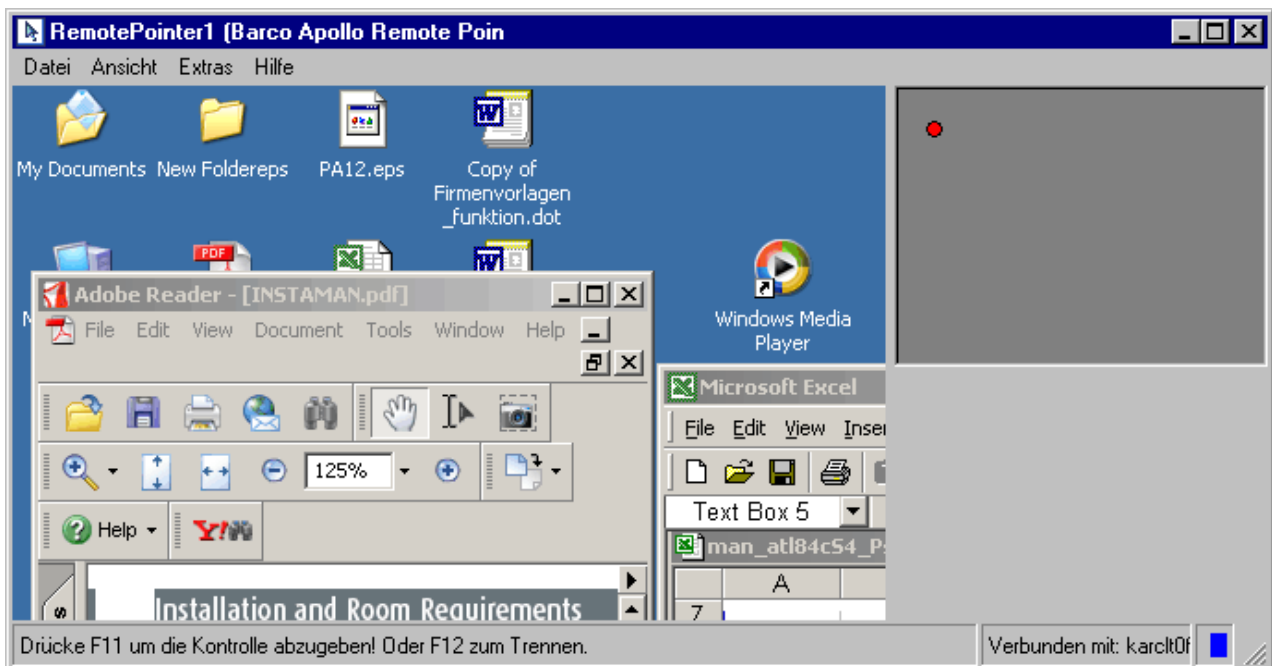 RemotePointer1 (Barco Apollo Remote Poin
Datei Ansicht Extras Hilfe
My Documents New Foldereps PA12.eps Copy of
Firmenvorlagen
_funktion.dot
PDF
Adobe Reader - [INSTAMAN.pdf]
File Edit View Document Tools Window Help
Windows Media
Player
Microsoft Excel
File Edit View Inser
125%
Text Box 5
Help Y!
man_atl84c54_Ps
A
7
Installation and Room Requirements
Drücke F11 um die Kontrolle abzugeben! Oder F12 zum Trennen. Verbunden mit: karclt0f